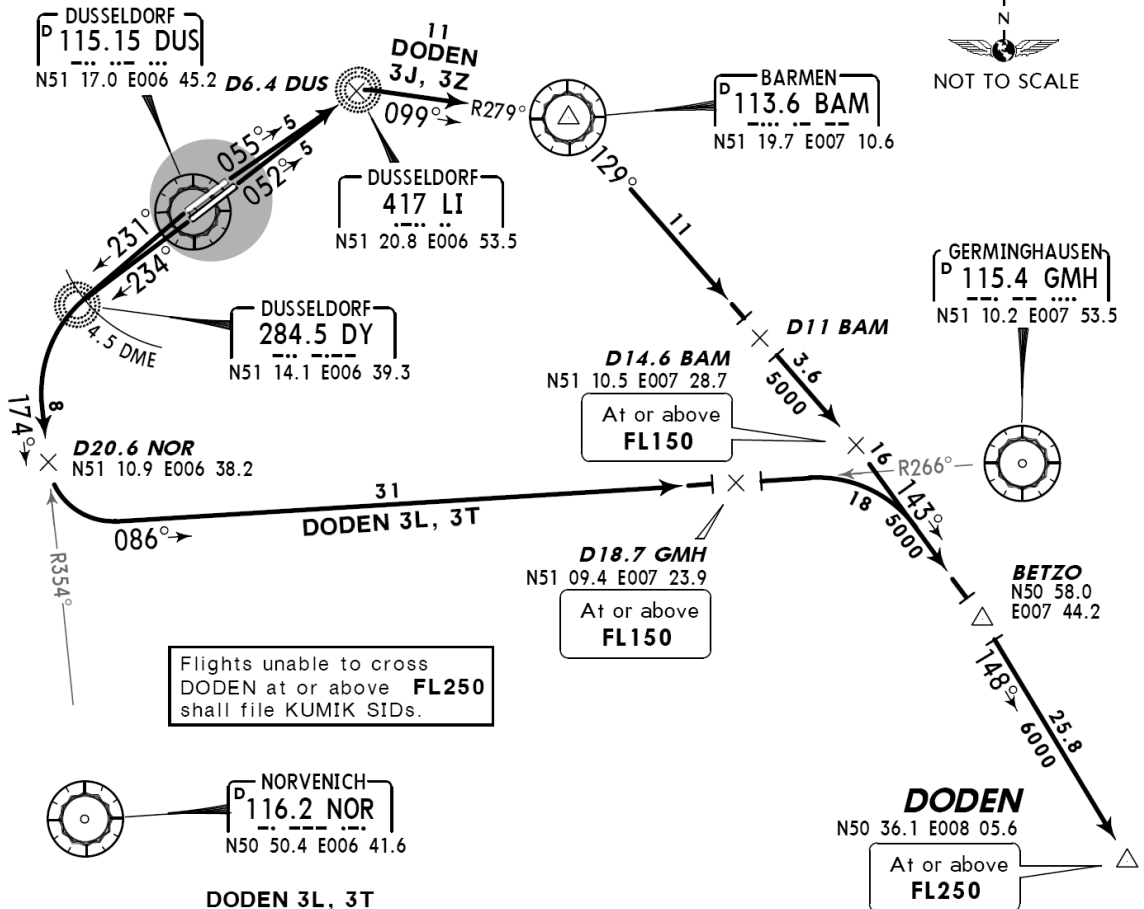 DUSSELDORF
D 115.15 DUS
N51 17.0 E006 45.2
D6.4 DUS
11
DODEN
3J, 3Z
099°
R279°
BARMEN
D 113.6 BAM
N51 19.7 E007 10.6
N
NOT TO SCALE
055° 5
052° 5
DUSSELDORF
417 LI
N51 20.8 E006 53.5
231°
234°
129°
11
GERMINGHAUSEN
D 115.4 GMH
N51 10.2 E007 53.5
DUSSELDORF
284.5 DY
N51 14.1 E006 39.3
4.5 DME
D11 BAM
3.6
5000
D14.6 BAM
N51 10.5 E007 28.7
At or above
FL150
8
174°
D20.6 NOR
N51 10.9 E006 38.2
16
R266°
143°
31
DODEN 3L, 3T
086°
18
5000
R354°
D18.7 GMH
N51 09.4 E007 23.9
At or above
FL150
BETZO
N50 58.0
E007 44.2
Flights unable to cross
DODEN at or above FL250
shall file KUMIK SIDs.
148°
25.8
6000
NORVENICH
D 116.2 NOR
N50 50.4 E006 41.6
DODEN
N50 36.1 E008 05.6
At or above
FL250
DODEN 3L, 3T